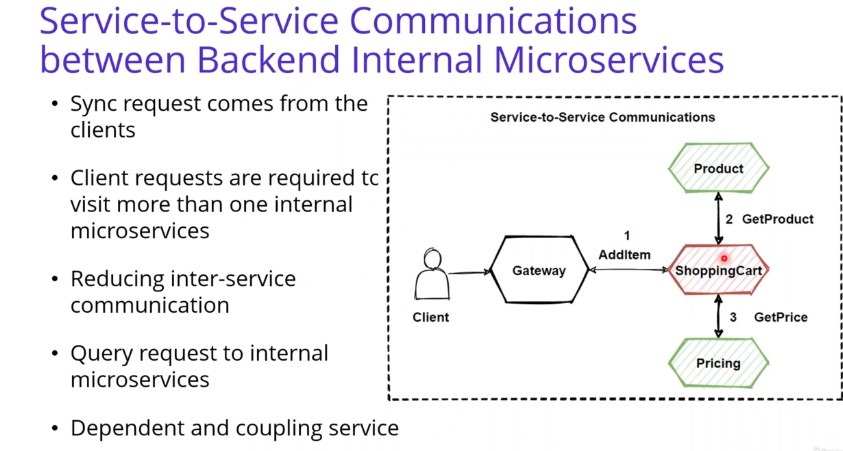 Service-to-Service Communications
between Backend Internal Microservices
• Sync request comes from the
clients
• Client requests are required to
visit more than one internal
microservices
• Reducing inter-service
communication
• Query request to internal
microservices
• Dependent and coupling service
Service-to-Service Communications
Product
2 GetProduct
1
AddItem
Gateway
ShoppingCart
Client
3 GetPrice
Pricing